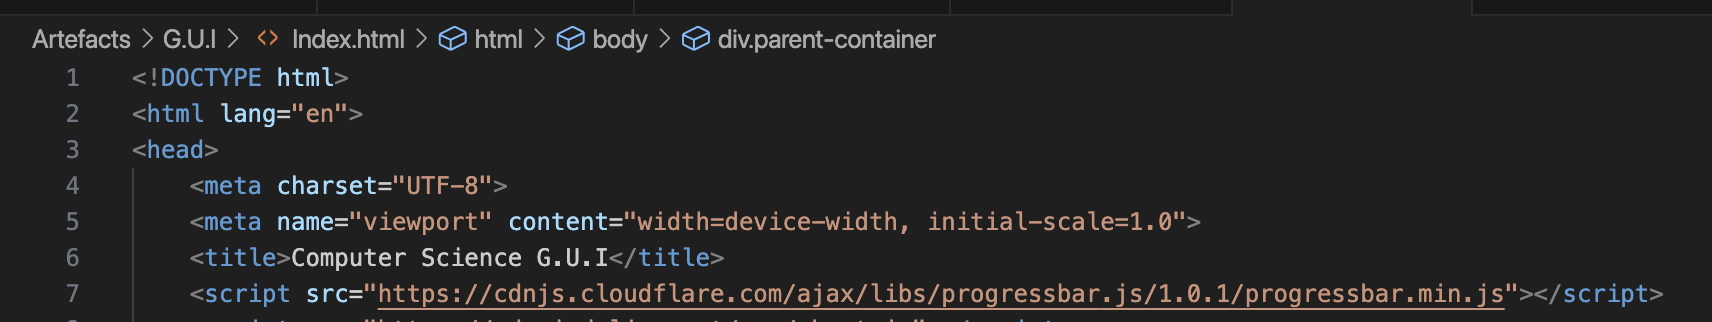 Artefacts > G.U.I > <> Index.html > html > body > div.parent-container
1 <!DOCTYPE html>
2 <html lang="en">
3 <head>
4 <meta charset="UTF-8">
5 <meta name="viewport" content="width=device-width, initial-scale=1.0">
6 <title>Computer Science G.U.I</title>
7 <script src="https://cdnjs.cloudflare.com/ajax/libs/progressbar.js/1.0.1/progressbar.min.js"></script>